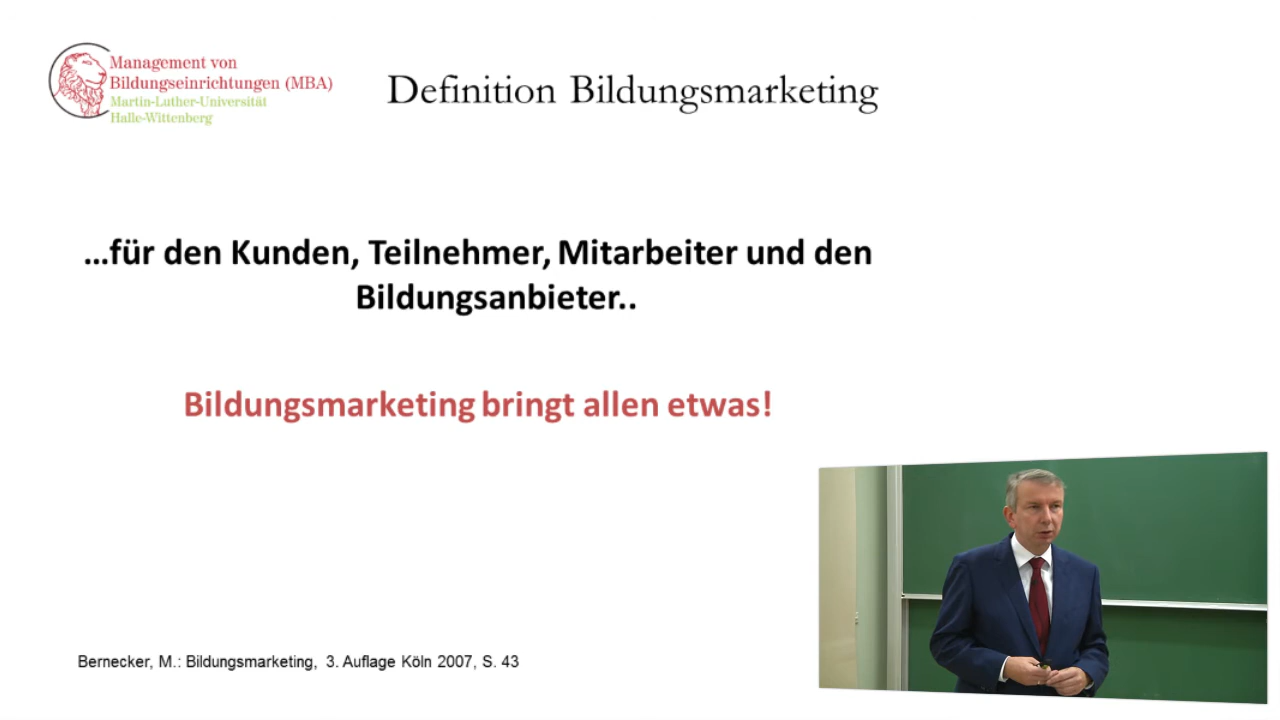 Management von
Bildungseinrichtungen (MBA)
Martin-Luther-Universität
Halle-Wittenberg
Definition Bildungsmarketing
…für den Kunden, Teilnehmer, Mitarbeiter und den
Bildungsanbieter..
Bildungsmarketing bringt allen etwas!
Bernecker, M.: Bildungsmarketing, 3. Auflage Köln 2007, S. 43